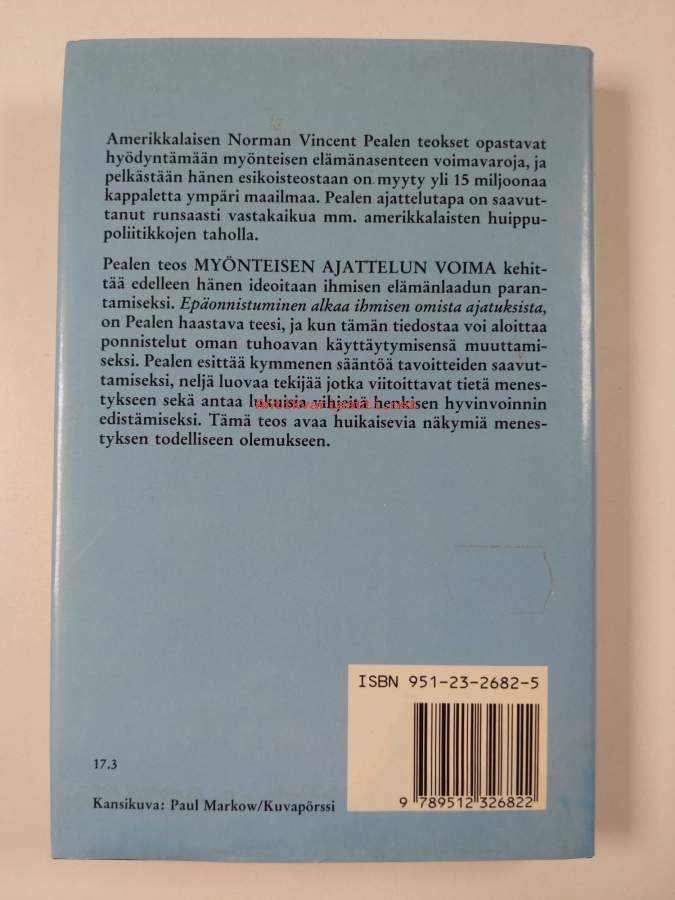 Amerikkalaisen Norman Vincent Pealen teokset opastavat
hyödyntämään myönteisen elämänasenteen voimavaroja, ja
pelkästään hänen esikoisteostaan on myyty yli 15 miljoonaa
kappaletta ympäri maailmaa. Pealen ajattelutapa on saavut-
tanut runsaasti vastakaikua mm. amerikkalaisten huippu-
poliitikkojen taholla.
Pealen teos MYÖNTEISEN AJATTELUN VOIMA kehit-
tää edelleen hänen ideoitaan ihmisen elämänlaadun paran-
tamiseksi. Epäonnistuminen alkaa ihmisen omista ajatuksista,
on Pealen haastava teesi, ja kun tämän tiedostaa voi aloittaa
ponnistelut oman tuhoavan käyttäytymisensä muuttami-
seksi. Pealen esittää kymmenen sääntöä tavoitteiden saavut-
tamiseksi, neljä luovaa tekijää jotka viitoittavat tietä menes-
tykseen sekä antaa lukuisia vihjeitä henkisen hyvinvoinnin
Antikvariaatti.net
edistämiseksi. Tämä teos avaa huikaisevia näkymiä menes-
tyksen todelliseen olemukseen.
ISBN 951-23-2682-5
9 789512 326822
17.3
Kansikuva: Paul Markow/Kuvapörssi